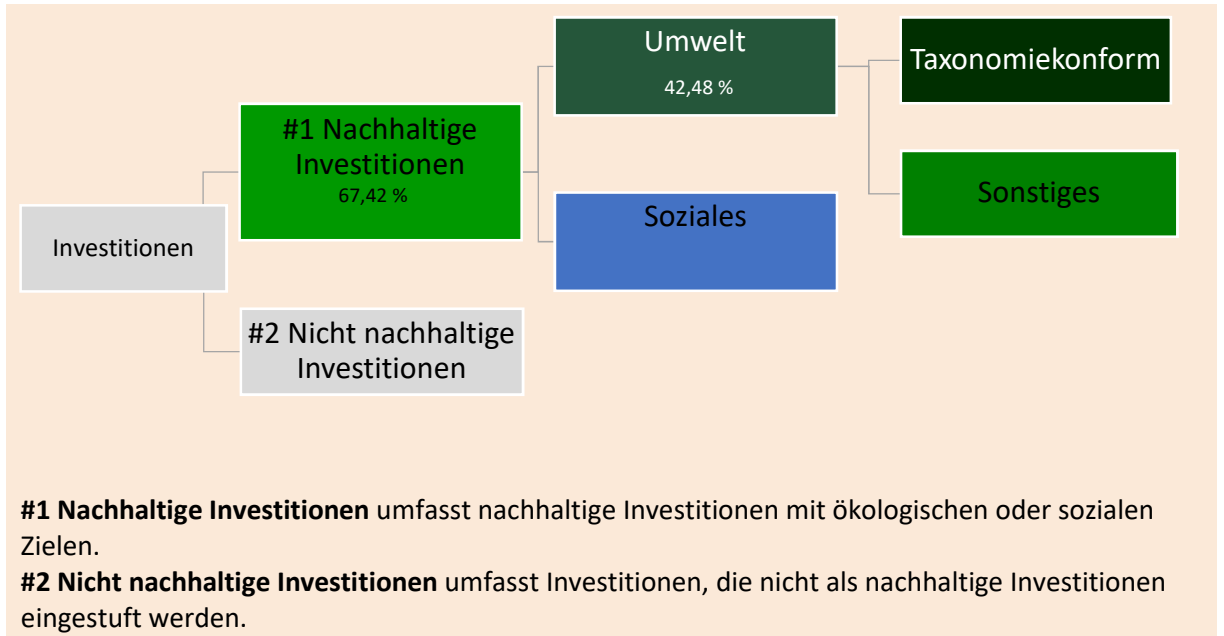 Umwelt
42,48 %
Taxonomiekonform
#1 Nachhaltige
Investitionen
67,42 %
Sonstiges
Soziales
Investitionen
#2 Nicht nachhaltige
Investitionen
#1 Nachhaltige Investitionen umfasst nachhaltige Investitionen mit ökologischen oder sozialen
Zielen.
#2 Nicht nachhaltige Investitionen umfasst Investitionen, die nicht als nachhaltige Investitionen
eingestuft werden.